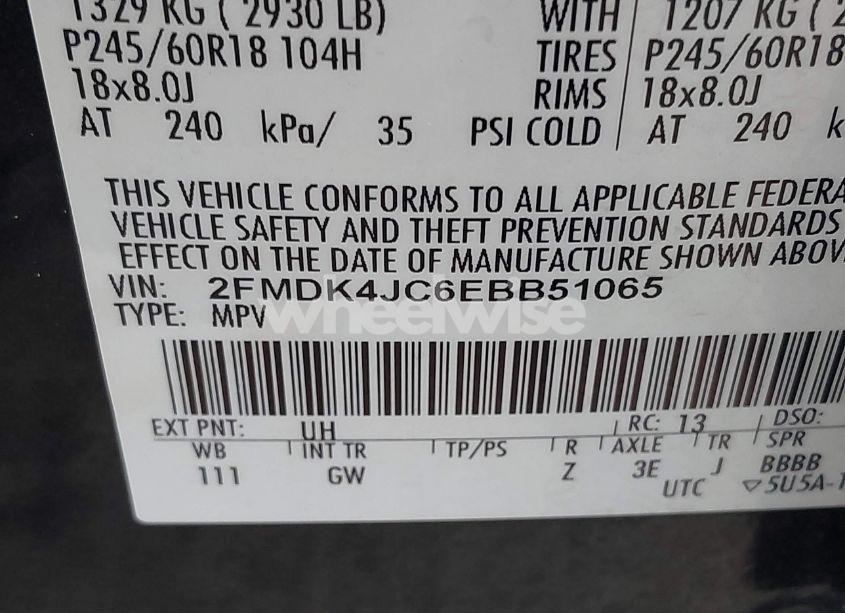 1329 KG ( 2930 LB) WITH 1207 KG ( 2
P245/60R18 104H TIRES P245/60R18
18x8.0J RIMS 18x8.0J
AT 240 kPa/ 35 PSI COLD AT 240 k
THIS VEHICLE CONFORMS TO ALL APPLICABLE FEDERA
VEHICLE SAFETY AND THEFT PREVENTION STANDARDS
EFFECT ON THE DATE OF MANUFACTURE SHOWN ABOV
VIN: 2FMDK4JC6EBB51065
TYPE: MPV
wheelwise
EXT PNT: UH RC: 13 DSO:
WB INT TR TP/PS R AXLE TR SPR
111 GW Z 3E J BBBB
UTC ▽5U5A-1